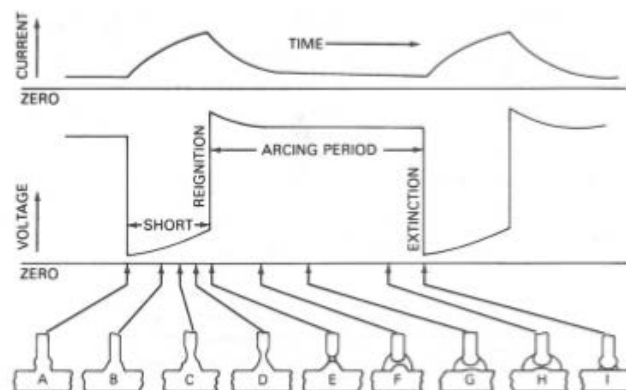 CURRENT
TIME
ZERO
VOLTAGE
SHORT
REIGNITION
ARCING PERIOD
EXTINCTION
ZERO
A B C D E F G H I